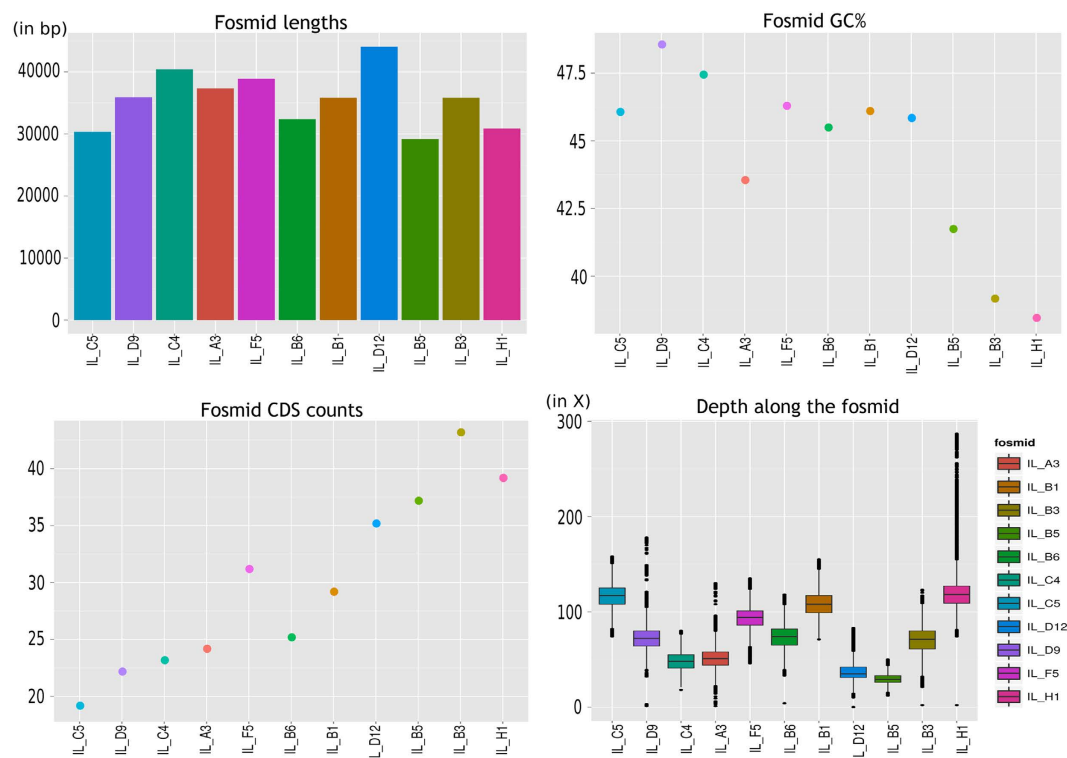 Fosmid lengths
(in bp)
40000
30000
20000
10000
0
IL_C5
IL_D9
IL_C4
IL_A3
IL_F5
IL_B6
IL_B1
IL_D12
IL_B5
IL_B3
IL_H1
Fosmid GC%
47.5
45
42.5
40
IL_C5
IL_D9
IL_C4
IL_A3
IL_F5
IL_B6
IL_B1
IL_D12
IL_B5
IL_B3
IL_H1
Fosmid CDS counts
40
35
30
25
20
IL_C5
IL_D9
IL_C4
IL_A3
IL_F5
IL_B6
IL_B1
L_D12
IL_B5
IL_B3
IL_H1
(in X)
Depth along the fosmid
300
200
100
0
IL_C5
IL_D9
IL_C4
IL_A3
IL_F5
IL_B6
IL_B1
L_D12
IL_B5
IL_B3
IL_H1
fosmid
IL_A3
IL_B1
IL_B3
IL_B5
IL_B6
IL_C4
IL_C5
IL_D12
IL_D9
IL_F5
IL_H1